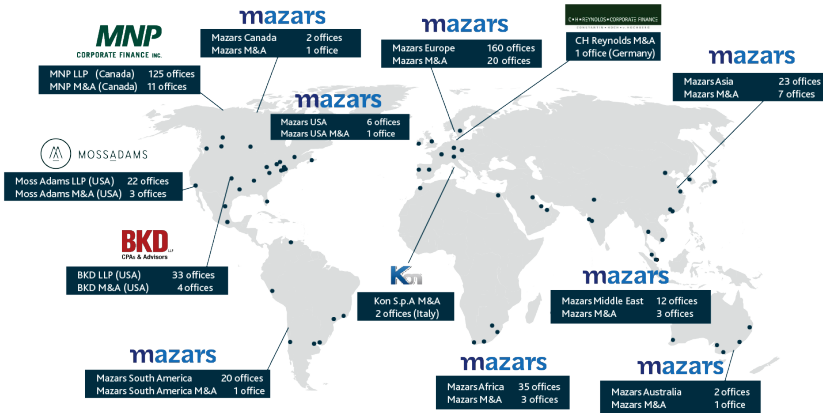 MNP
CORPORATE FINANCE INC.
MNP LLP (Canada) 125 offices
MNP M&A (Canada) 11 offices
mazars
Mazars Canada 2 offices
Mazars M&A 1 office
mazars
Mazars Europe 160 offices
Mazars M&A 20 offices
C•H•REYNOLDS•CORPORATE FINANCE
CH Reynolds M&A
1 office (Germany)
mazars
Mazars Asia 23 offices
Mazars M&A 7 offices
mazars
Mazars USA 6 offices
Mazars USA M&A 1 office
MOSSADAMS
Moss Adams LLP (USA) 22 offices
Moss Adams M&A (USA) 3 offices
BKD LLP
CPAs & Advisors
BKD LLP (USA) 33 offices
BKD M&A (USA) 4 offices
Kon
Kon S.p.A M&A
2 offices (Italy)
mazars
Mazars Middle East 12 offices
Mazars M&A 3 offices
mazars
Mazars South America 20 offices
Mazars South America M&A 1 office
mazars
Mazars Africa 35 offices
Mazars M&A 3 offices
mazars
Mazars Australia 2 offices
Mazars M&A 1 office